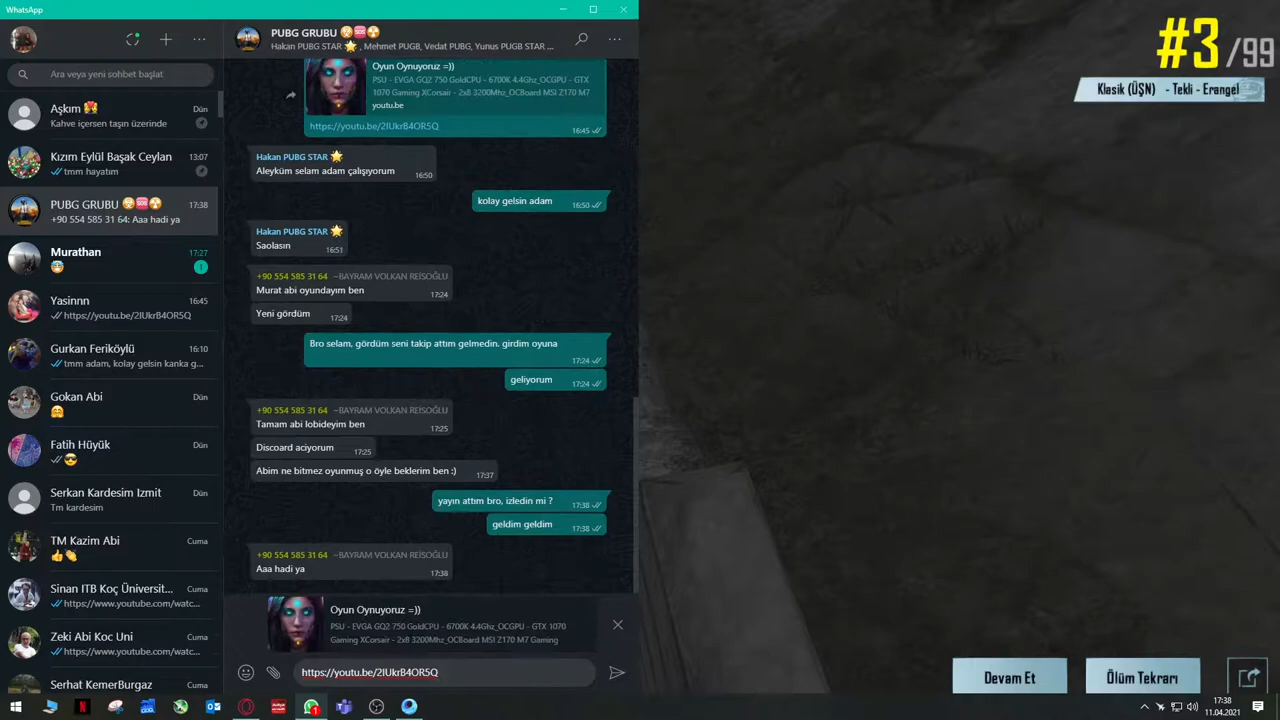 WhatsApp
Ara veya yeni sohbet başlat
Aşkım
Dün
Kahve içersen taşın üzerinde
Kızım Eylül Başak Ceylan
13:07
tmm hayatım
PUBG GRUBU
17:38
+90 554 585 31 64: Aaa hadi ya
Murathan
17:27
1
Yasinnn
16:45
https://youtu.be/2IUkrB4OR5Q
Gurkan Feriköylü
16:10
tmm adam, kolay gelsin kanka g...
Gokan Abi
Dün
Fatih Hüyük
Dün
Serkan Kardesim Izmit
Dün
Tm kardesim
TM Kazim Abi
Cuma
Sinan ITB Koç Üniversit...
Cuma
https://www.youtube.com/watc...
Zeki Abi Koc Uni
Cuma
https://www.youtube.com/watc...
Serhat KemerBurgaz
Cuma
PUBG GRUBU SOS
Hakan PUBG STAR , Mehmet PUGB, Vedat PUBG, Yunus PUGB STAR ...
Oyun Oynuyoruz =))
PSU - EVGA GQ2 750 GoldCPU - 6700K 4.4Ghz_OCGPU - GTX
1070 Gaming XCorsair - 2x8 3200Mhz_OCBoard MSI Z170 M7
youtu.be
https://youtu.be/2IUkrB4OR5Q
16:45
Hakan PUBG STAR
Aleyküm selam adam çalışıyorum
16:50
kolay gelsin adam
16:50
Hakan PUBG STAR
Saolasın
16:51
+90 554 585 31 64 ~BAYRAM VOLKAN REİSOĞLU
Murat abi oyundayım ben
17:24
Yeni gördüm
17:24
Bro selam, gördüm seni takip attım gelmedin. girdim oyuna
17:24
geliyorum
17:24
+90 554 585 31 64 ~BAYRAM VOLKAN REİSOĞLU
Tamam abi lobideyim ben
17:25
Discoard aciyorum
17:25
Abim ne bitmez oyunmuş o öyle beklerim ben :)
17:37
yayın attım bro, izledin mi ?
17:38
geldim geldim
17:38
+90 554 585 31 64 ~BAYRAM VOLKAN REİSOĞLU
Aaa hadi ya
17:38
Oyun Oynuyoruz =))
PSU - EVGA GQ2 750 GoldCPU - 6700K 4.4Ghz_OCGPU - GTX 1070
Gaming XCorsair - 2x8 3200Mhz_OCBoard MSI Z170 M7 Gaming
https://youtu.be/2IUkrB4OR5Q
#3/99
Klasik (ÜŞN) - Tekli - Erangel
Devam Et
Ölüm Tekrarı
17:38
11.04.2021